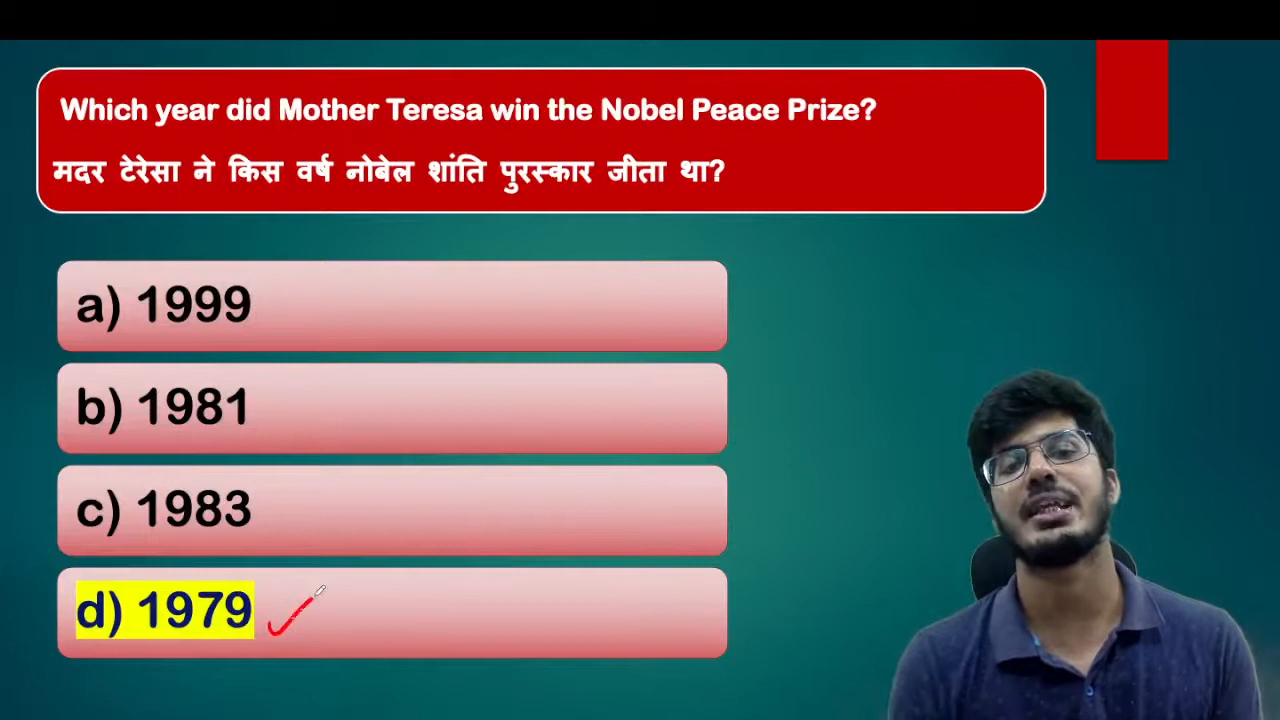 Which year did Mother Teresa win the Nobel Peace Prize?
मदर टेरेसा ने किस वर्ष नोबेल शांति पुरस्कार जीता था?
a) 1999
b) 1981
c) 1983
d) 1979